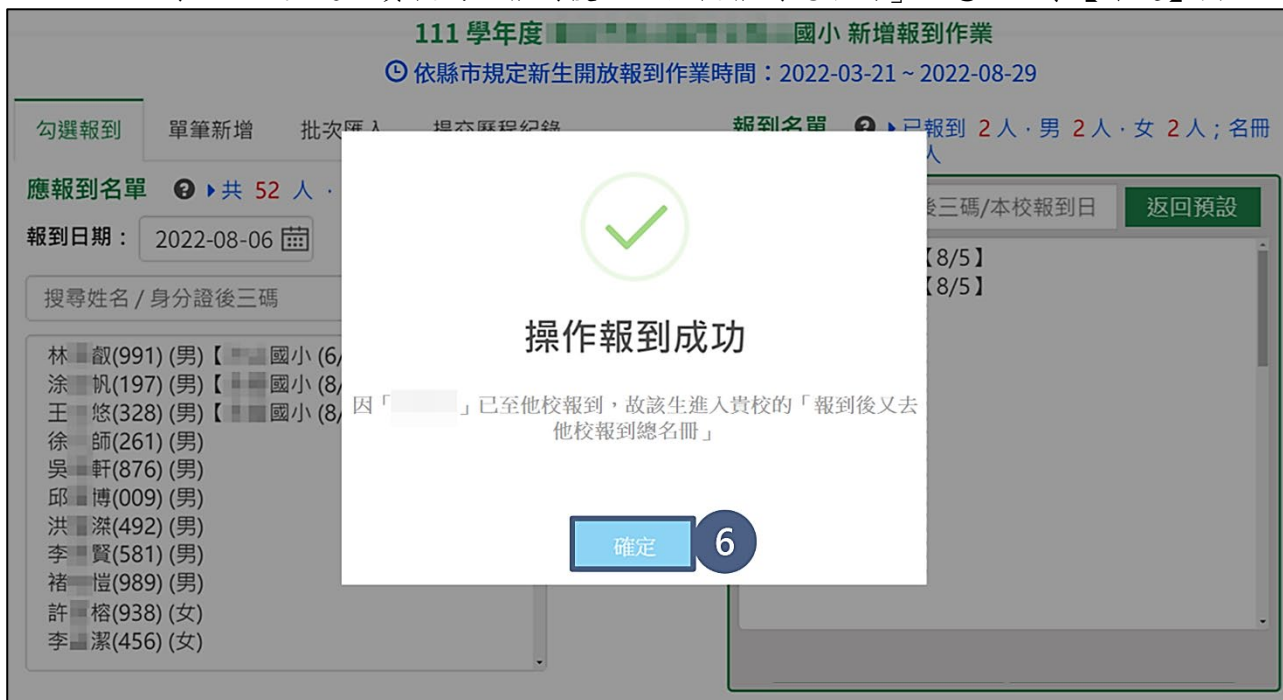 111 學年度 國小 新增報到作業
依縣市規定新生開放報到作業時間：2022-03-21 ~ 2022-08-29
勾選報到 單筆新增 批次匯入 提交歷程紀錄
報到名單 ? 已報到 2 人 · 男 2 人 · 女 2 人 ; 名冊
人
應報到名單 ? 共 52 人 ·
報到日期： 2022-08-06
搜尋姓名 / 身分證後三碼
後三碼/本校報到日 返回預設
【8/5】
【8/5】
林 叡(991) (男)【 國小 (6/
涂 帆(197) (男)【 國小 (8/
王 悠(328) (男)【 國小 (8/
徐 師(261) (男)
吳 軒(876) (男)
邱 博(009) (男)
洪 滐(492) (男)
李 賢(581) (男)
褚 愷(989) (男)
許 榕(938) (女)
李 潔(456) (女)
操作報到成功
因「 」已至他校報到，故該生進入貴校的「報到後又去
他校報到總名冊」
確定 6